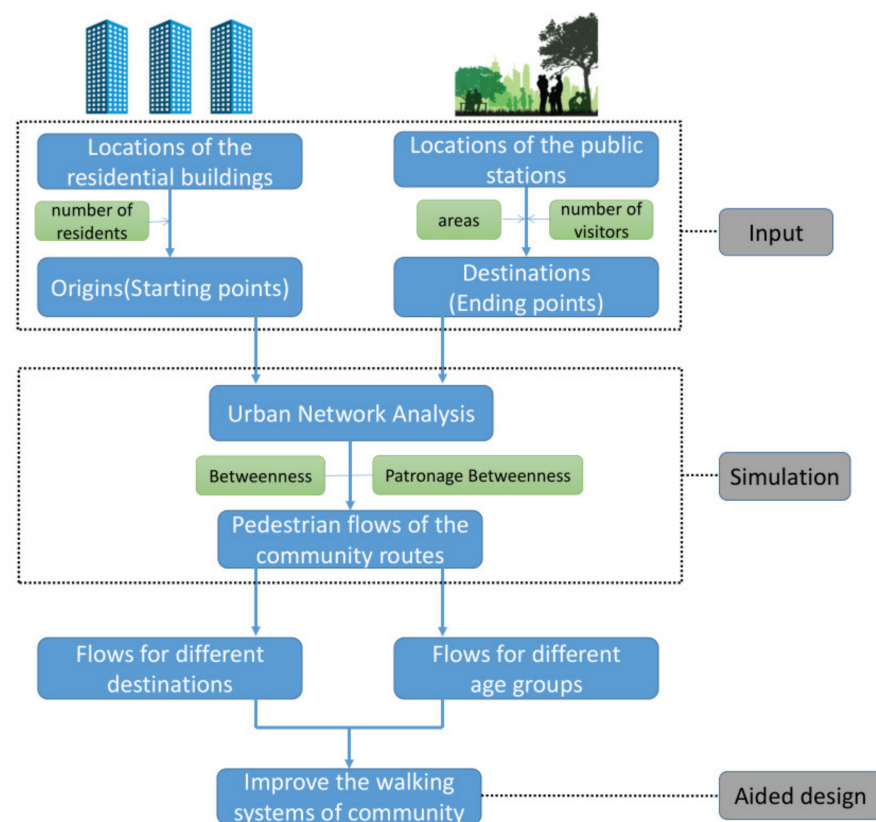 Locations of the
residential buildings
Locations of the public
stations
number of
residents
areas
number of
visitors
Input
Origins(Starting points)
Destinations
(Ending points)
Urban Network Analysis
Betweenness
Patronage Betweenness
Simulation
Pedestrian flows of the
community routes
Flows for different
destinations
Flows for different
age groups
Improve the walking
systems of community
Aided design